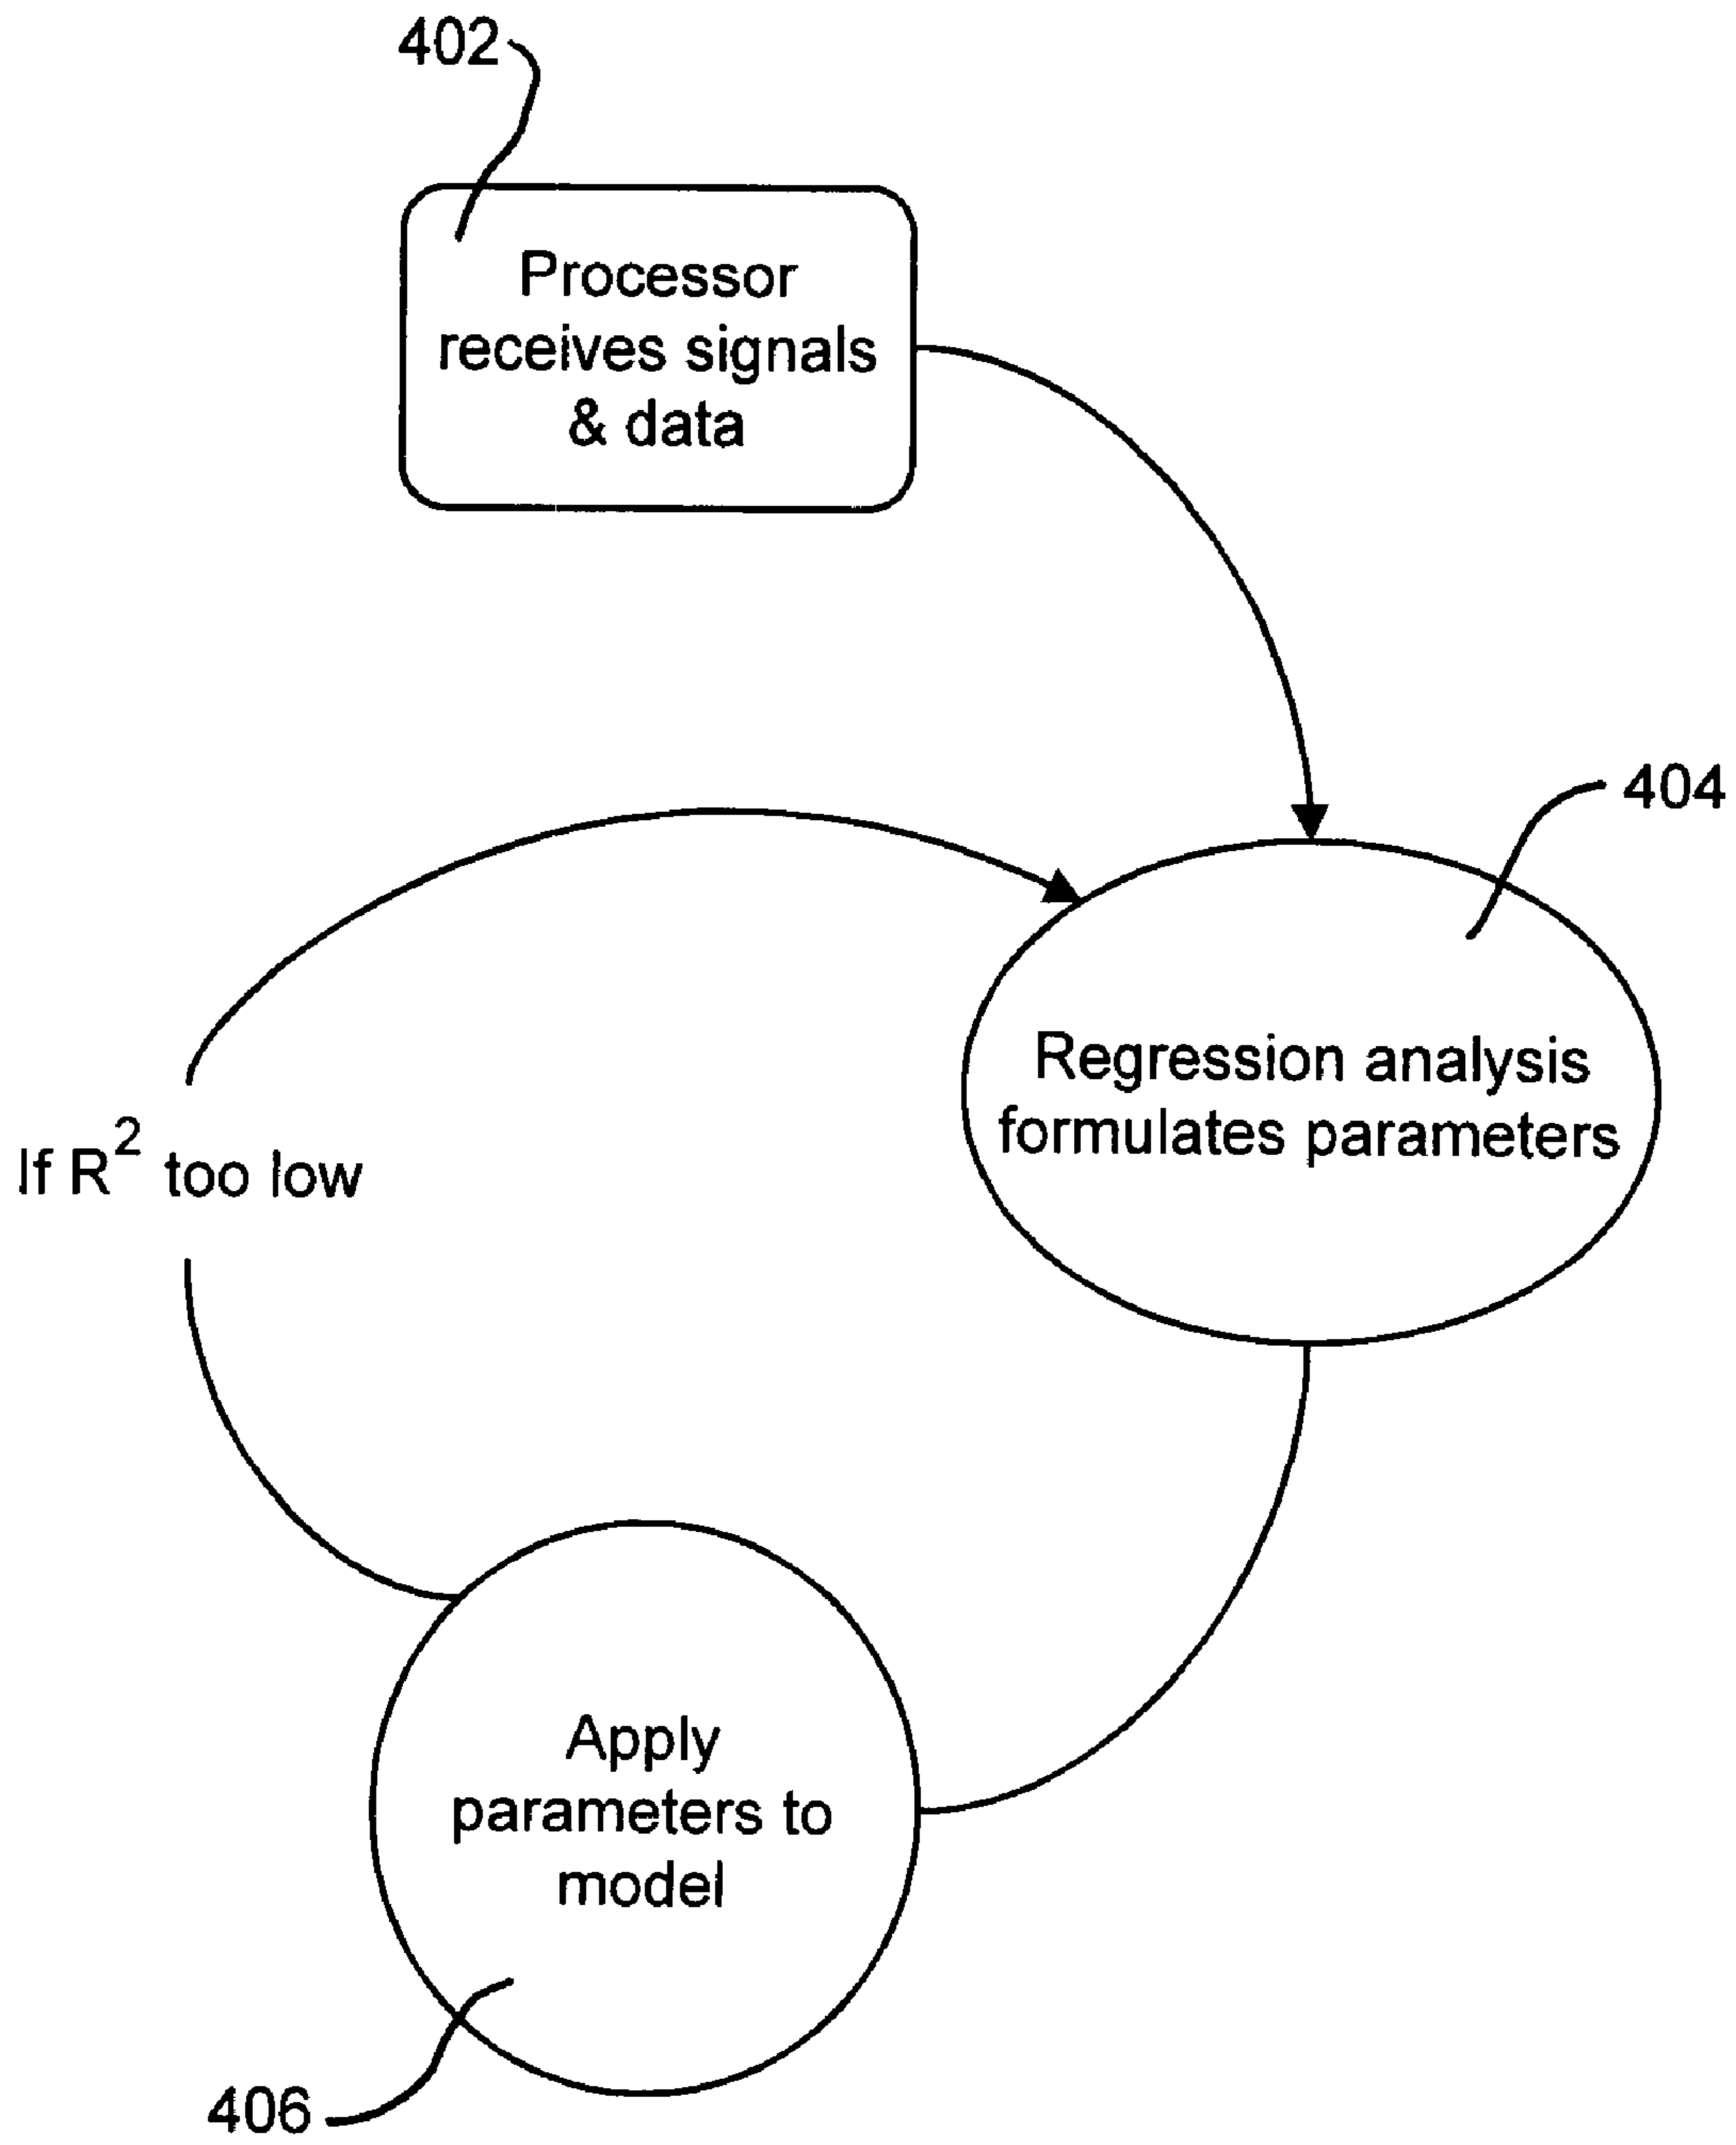 402
Processor
receives signals
& data
404
Regression analysis
formulates parameters
If R² too low
Apply
parameters to
model
406